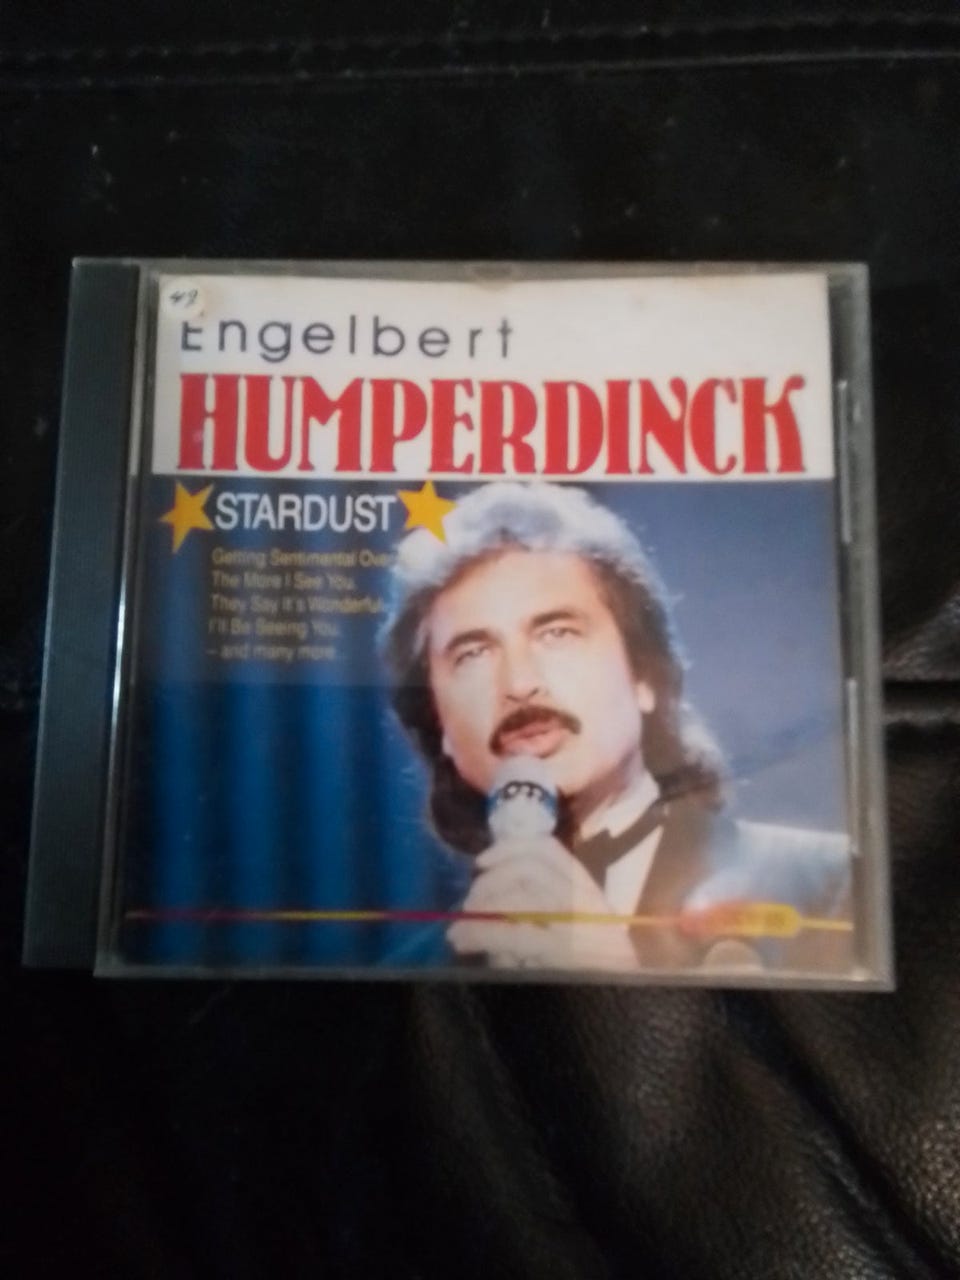 42
Engelbert
HUMPERDINCK
STARDUST
Getting Sentimental Over
The More I See You,
They Say It's Wonderful,
I'll Be Seeing You
– and many more...